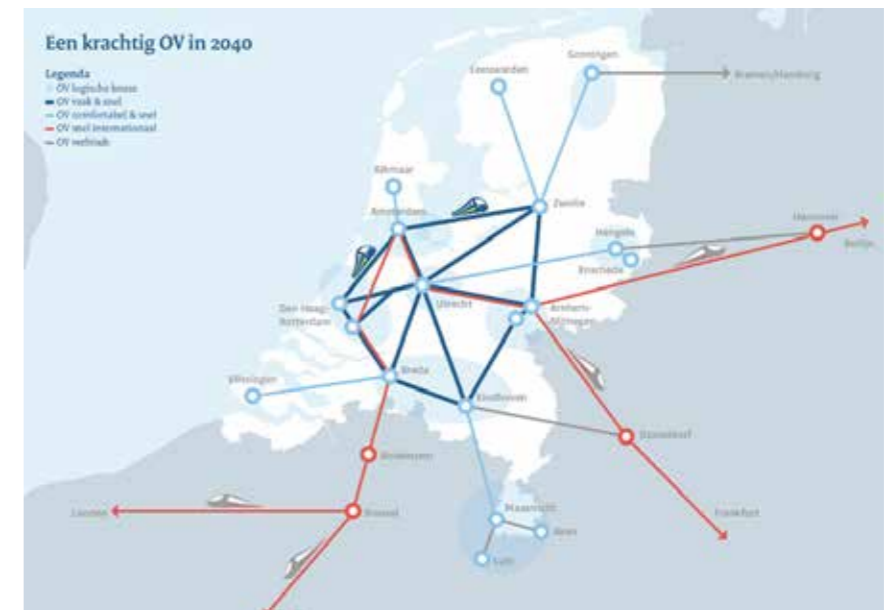 Een krachtig OV in 2040
Legenda
OV logische keuze
OV vaak & snel
OV comfortabel & snel
OV snel internationaal
OV verbindt
Groningen
Leeuwarden
Bremen/Hamburg
Alkmaar
Amsterdam
Zwolle
Hannover
Hengelo
Berlijn
Enschede
Utrecht
Den Haag-
Rotterdam
Arnhem-
Nijmegen
Breda
Vlissingen
Eindhoven
Düsseldorf
Antwerpen
Maastricht
Londen
Brussel
Frankfurt
Aken
Luik